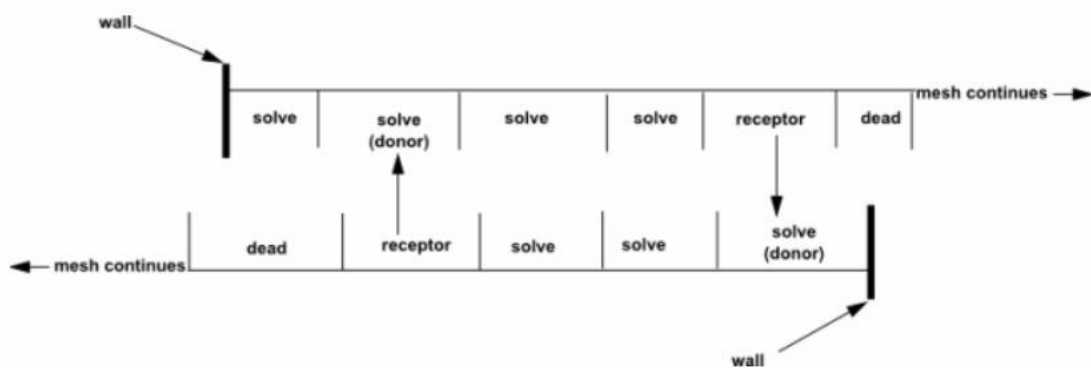 wall
mesh continues
solve solve solve solve receptor dead
(donor)
dead receptor solve solve solve
(donor)
mesh continues
wall